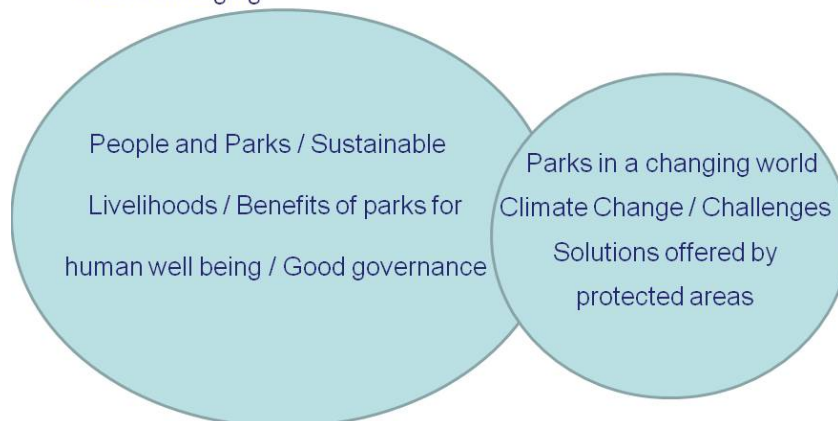 People and Parks / Sustainable
Livelihoods / Benefits of parks for
human well being / Good governance
Parks in a changing world
Climate Change / Challenges
Solutions offered by
protected areas